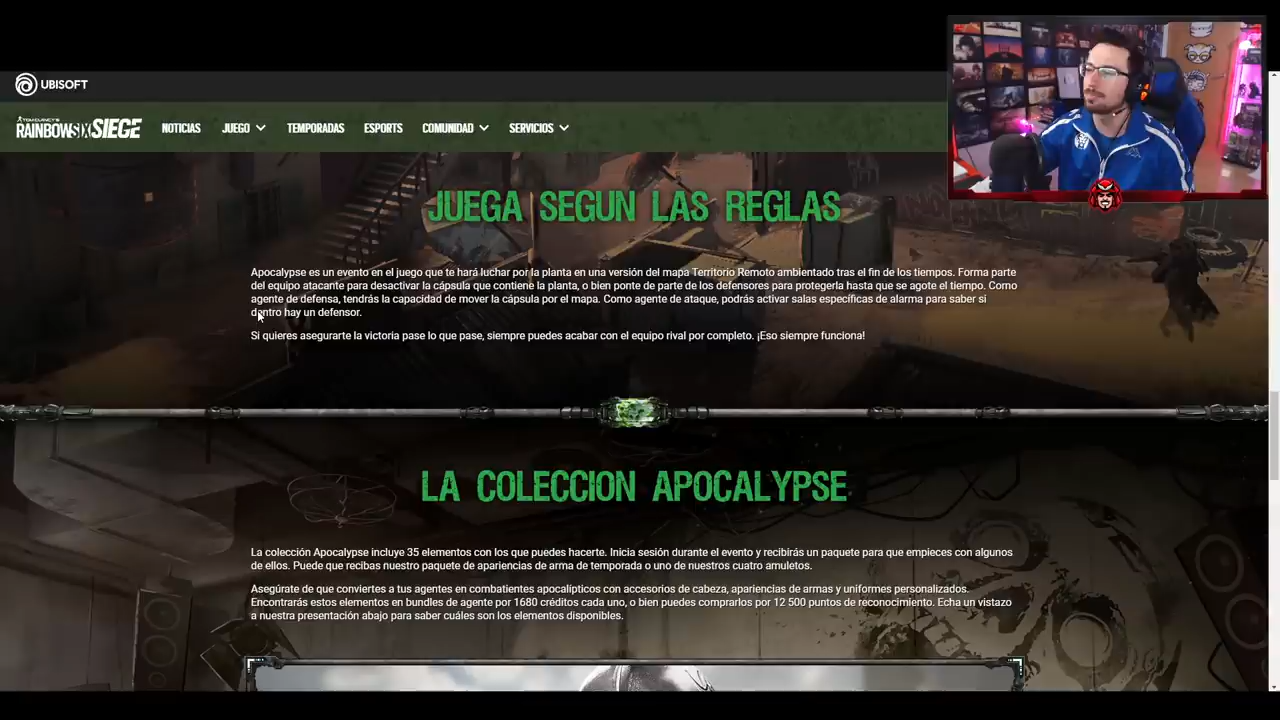 UBISOFT
TOM CLANCY'S
RAINBOWSIX SIEGE
NOTICIAS JUEGO TEMPORADAS ESPORTS COMUNIDAD SERVICIOS
JUEGA SEGUN LAS REGLAS
Apocalypse es un evento en el juego que te hará luchar por la planta en una versión del mapa Territorio Remoto ambientado tras el fin de los tiempos. Forma parte
del equipo atacante para desactivar la cápsula que contiene la planta, o bien ponte de parte de los defensores para protegerla hasta que se agote el tiempo. Como
agente de defensa, tendrás la capacidad de mover la cápsula por el mapa. Como agente de ataque, podrás activar salas específicas de alarma para saber si
dentro hay un defensor.
Si quieres asegurarte la victoria pase lo que pase, siempre puedes acabar con el equipo rival por completo. ¡Eso siempre funciona!
LA COLECCION APOCALYPSE
La colección Apocalypse incluye 35 elementos con los que puedes hacerte. Inicia sesión durante el evento y recibirás un paquete para que empieces con algunos
de ellos. Puede que recibas nuestro paquete de apariencias de arma de temporada o uno de nuestros cuatro amuletos.
Asegúrate de que conviertes a tus agentes en combatientes apocalípticos con accesorios de cabeza, apariencias de armas y uniformes personalizados.
Encontrarás estos elementos en bundles de agente por 1680 créditos cada uno, o bien puedes comprarlos por 12 500 puntos de reconocimiento. Echa un vistazo
a nuestra presentación abajo para saber cuáles son los elementos disponibles.